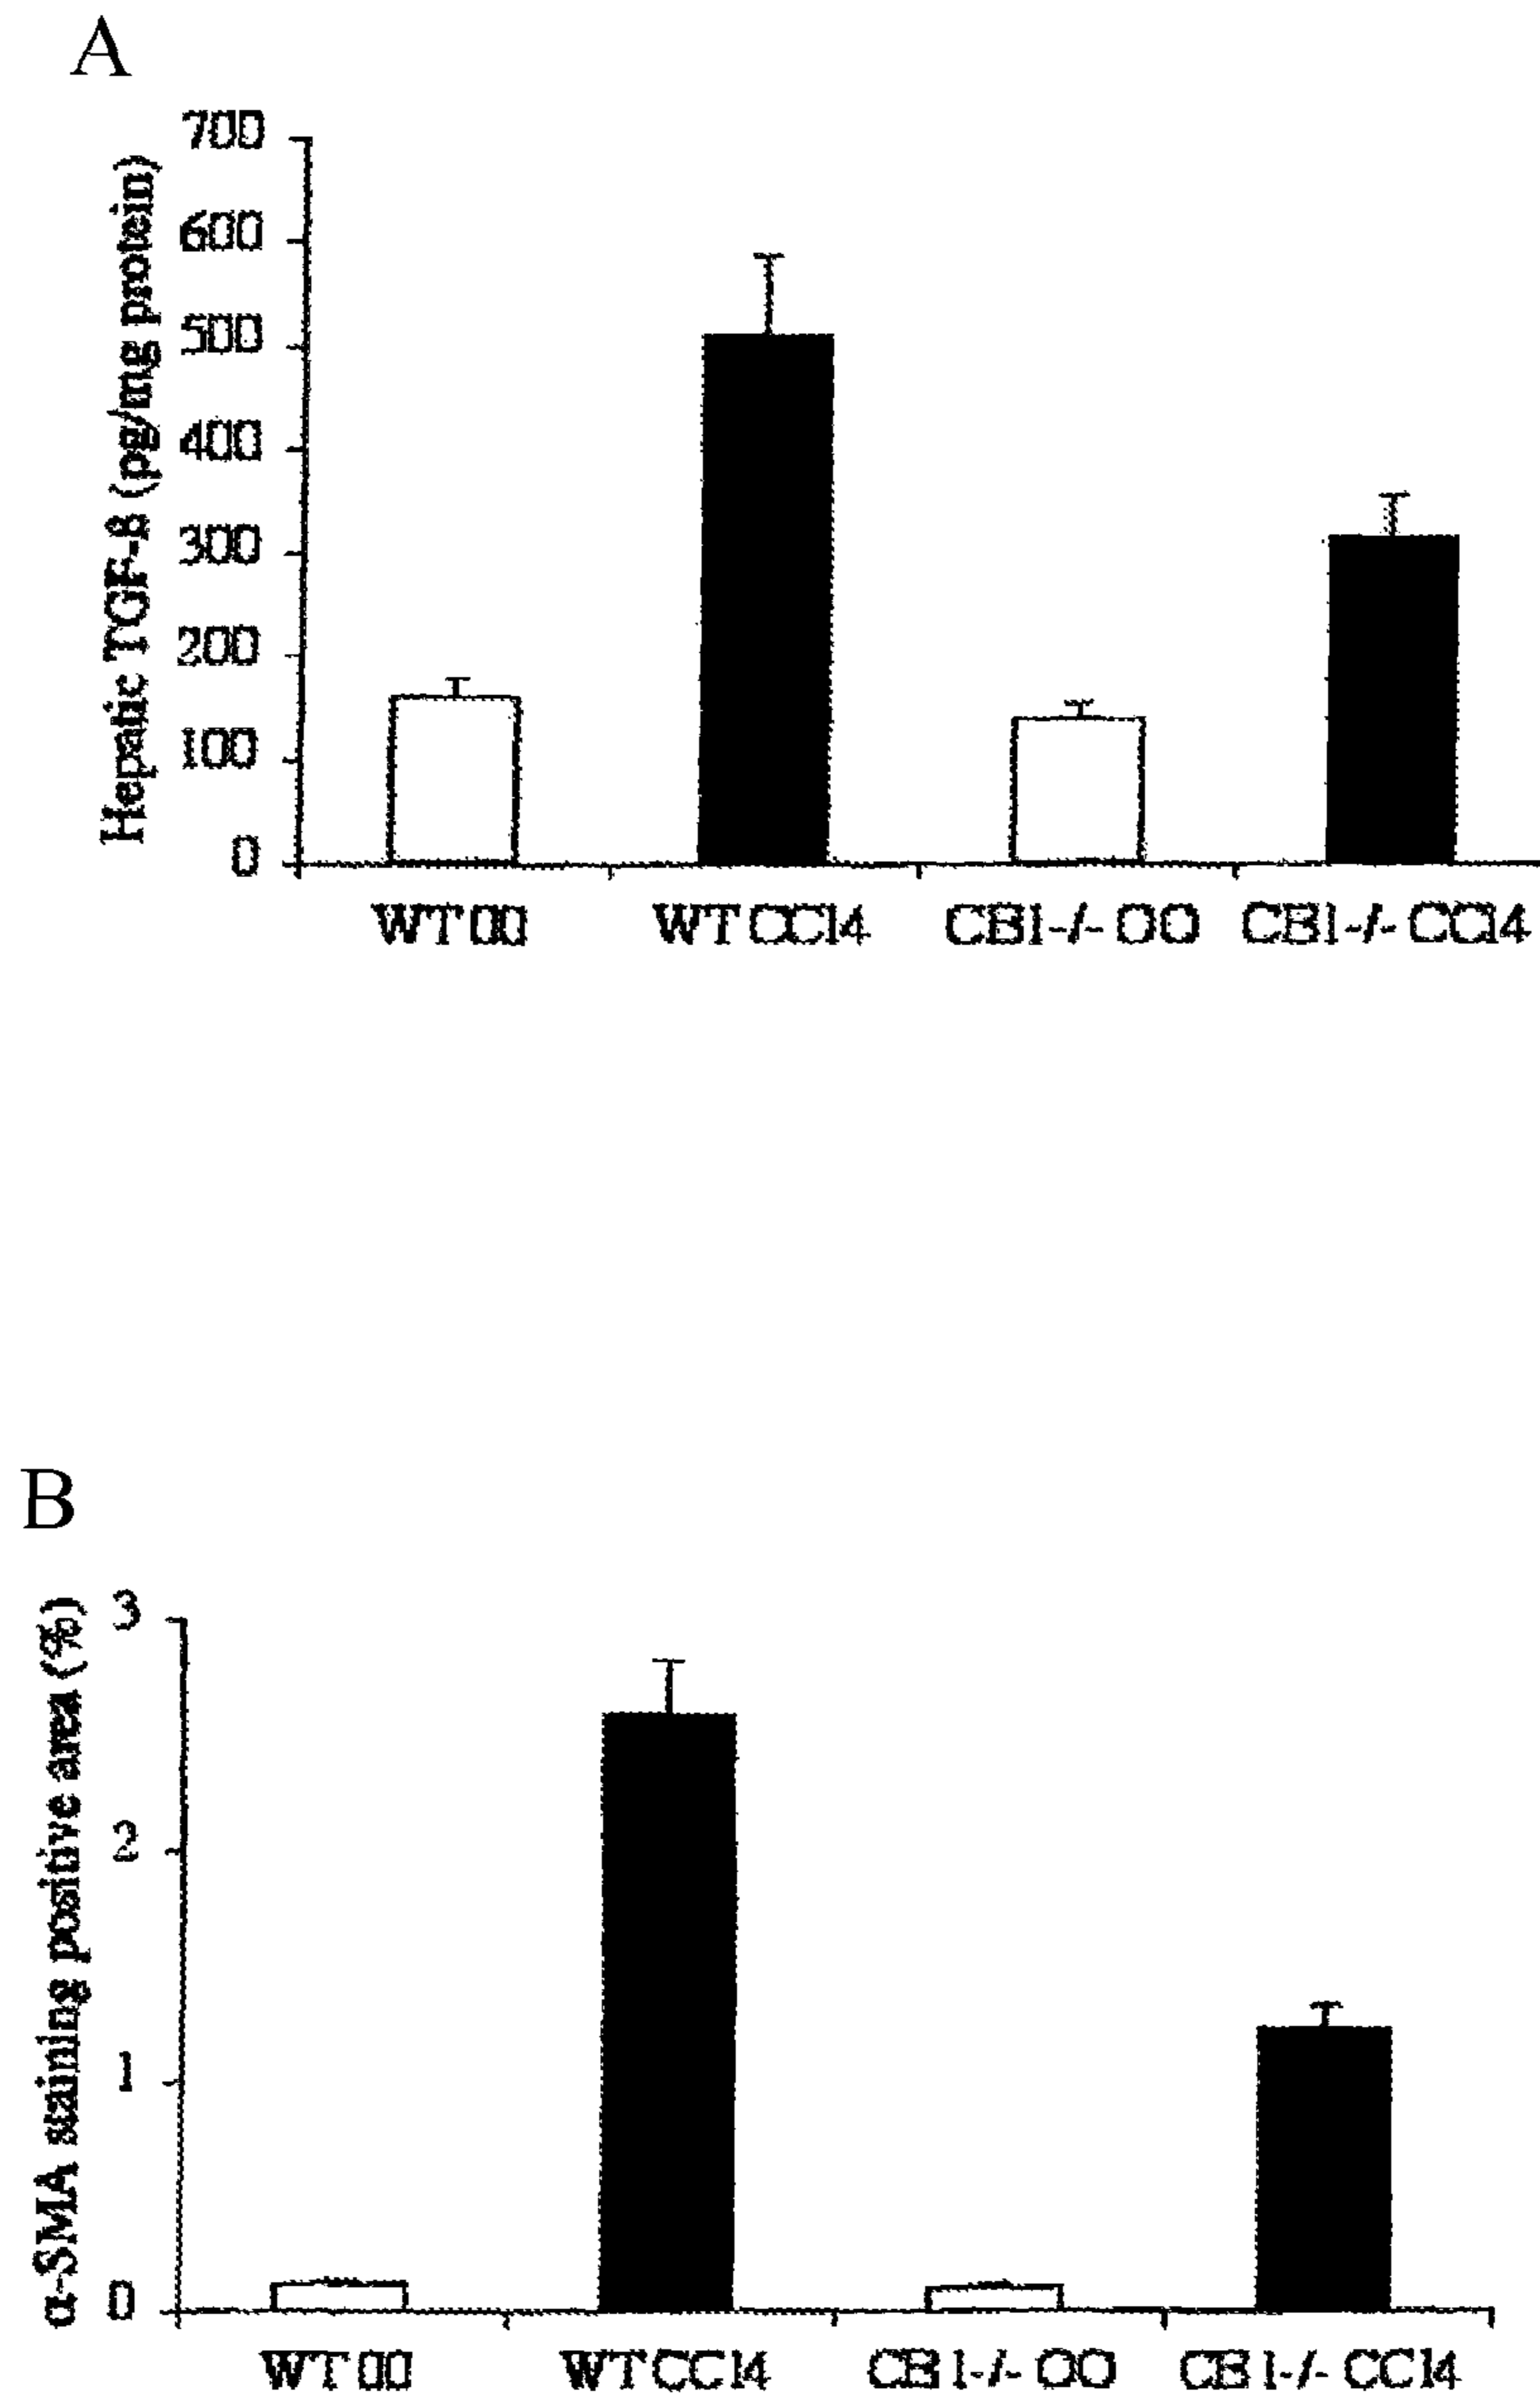 A
Hepatic TGF-ß (pg/mg protein)
700
600
500
400
300
200
100
0
WT OO
WT CCl4
CB1-/- OO
CB1-/- CCl4
B
α-SMA staining positive area (%)
3
2
1
0
WT OO
WT CCl4
CB1-/- OO
CB1-/- CCl4